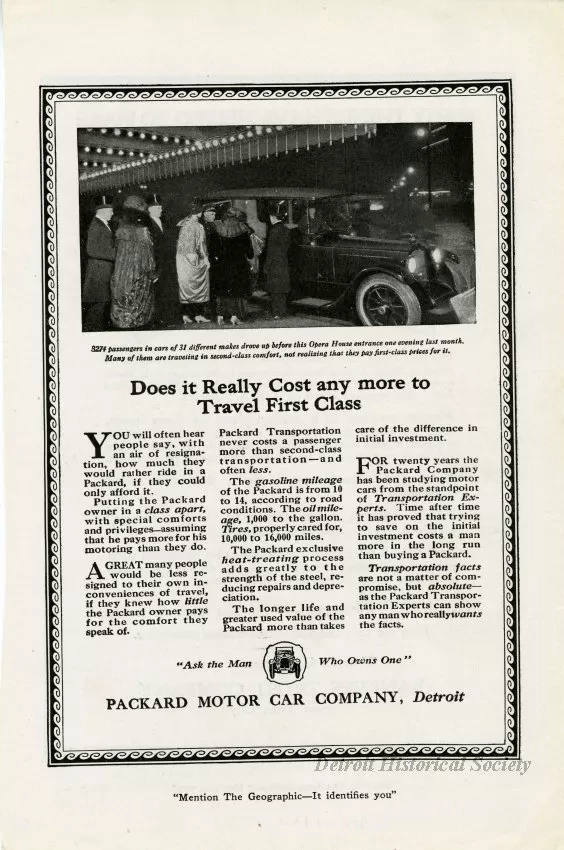 8274 passengers in cars of 31 different makes drove up before this Opera House entrance one evening last month.
Many of them are traveling in second-class comfort, not realizing that they pay first-class prices for it.
Does it Really Cost any more to
Travel First Class
YOU will often hear
people say, with
an air of resigna-
tion, how much they
would rather ride in a
Packard, if they could
only afford it.
Putting the Packard
owner in a class apart,
with special comforts
and privileges—assuming
that he pays more for his
motoring than they do.
A GREAT many people
would be less re-
signed to their own in-
conveniences of travel,
if they knew how little
the Packard owner pays
for the comfort they
speak of.
Packard Transportation
never costs a passenger
more than second-class
transportation—and
often less.
The gasoline mileage
of the Packard is from 10
to 14, according to road
conditions. The oil mile-
age, 1,000 to the gallon.
Tires, properly cared for,
10,000 to 16,000 miles.
The Packard exclusive
heat-treating process
adds greatly to the
strength of the steel, re-
ducing repairs and depre-
ciation.
The longer life and
greater used value of the
Packard more than takes
care of the difference in
initial investment.
FOR twenty years the
Packard Company
has been studying motor
cars from the standpoint
of Transportation Ex-
perts. Time after time
it has proved that trying
to save on the initial
investment costs a man
more in the long run
than buying a Packard.
Transportation facts
are not a matter of com-
promise, but absolute—
as the Packard Transpor-
tation Experts can show
any man who really wants
the facts.
"Ask the Man Who Owns One"
PACKARD MOTOR CAR COMPANY, Detroit
Detroit Historical Society
"Mention The Geographic—It identifies you"